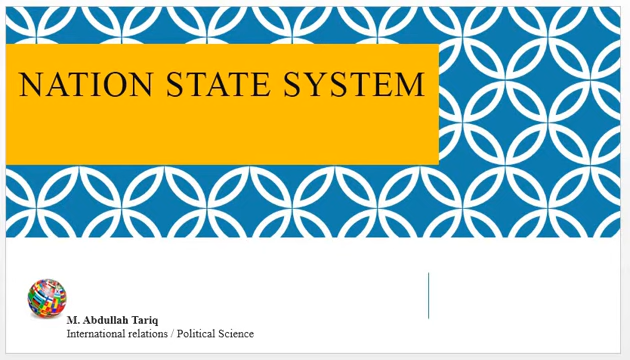 NATION STATE SYSTEM
M. Abdullah Tariq
International relations / Political Science